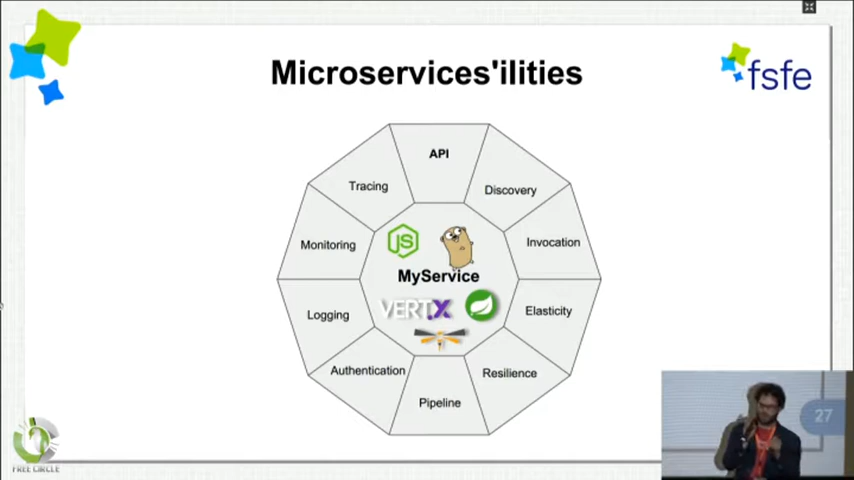 Microservices'ilities
fsfe
API
Tracing
Discovery
Monitoring
Invocation
JS
MyService
VERT.X
Logging
Elasticity
Authentication
Resilience
Pipeline
27
FREE CIRCLE